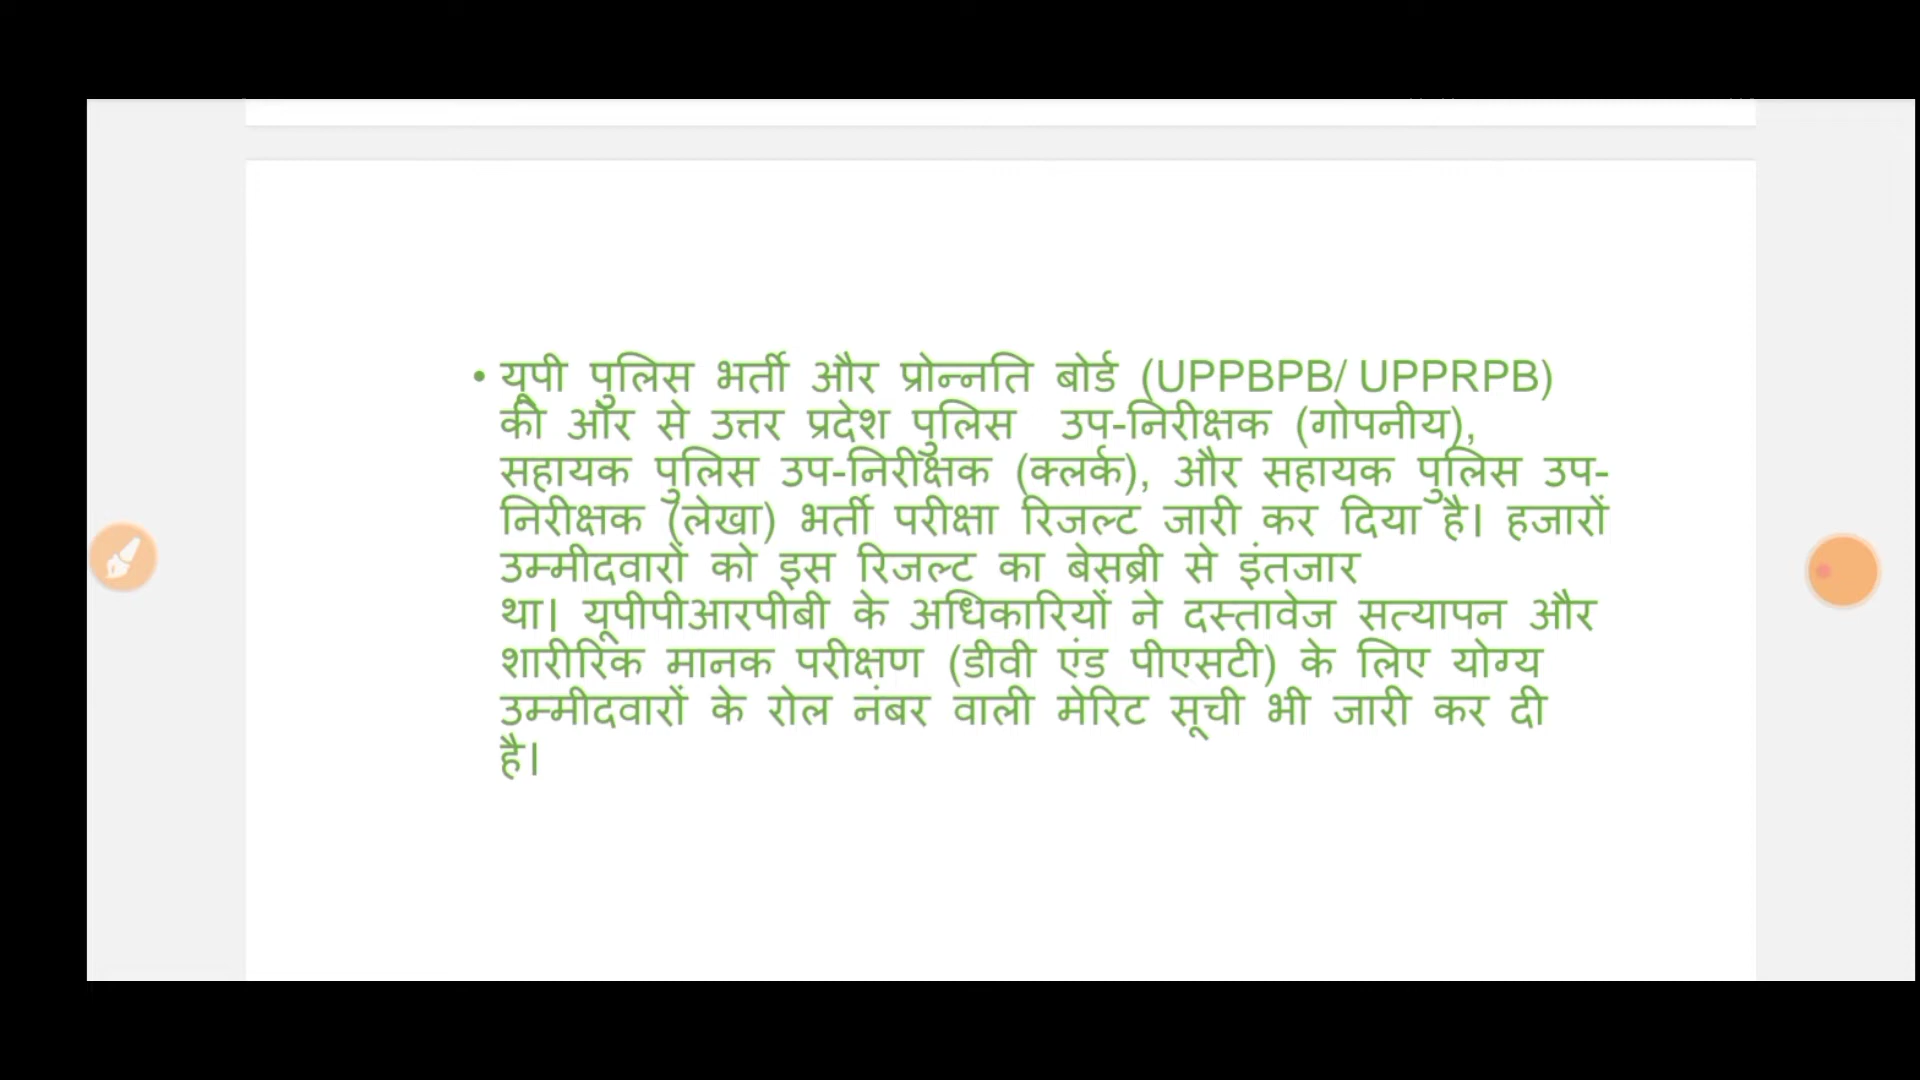 • यूपी पुलिस भर्ती और प्रोन्नति बोर्ड (UPPBPB/ UPPRPB)
की ओर से उत्तर प्रदेश पुलिस उप-निरीक्षक (गोपनीय),
सहायक पुलिस उप-निरीक्षक (क्लर्क), और सहायक पुलिस उप-
निरीक्षक (लेखा) भर्ती परीक्षा रिजल्ट जारी कर दिया है। हजारों
उम्मीदवारों को इस रिजल्ट का बेसब्री से इंतजार
था। यूपीपीआरपीबी के अधिकारियों ने दस्तावेज सत्यापन और
शारीरिक मानक परीक्षण (डीवी एंड पीएसटी) के लिए योग्य
उम्मीदवारों के रोल नंबर वाली मेरिट सूची भी जारी कर दी
है।